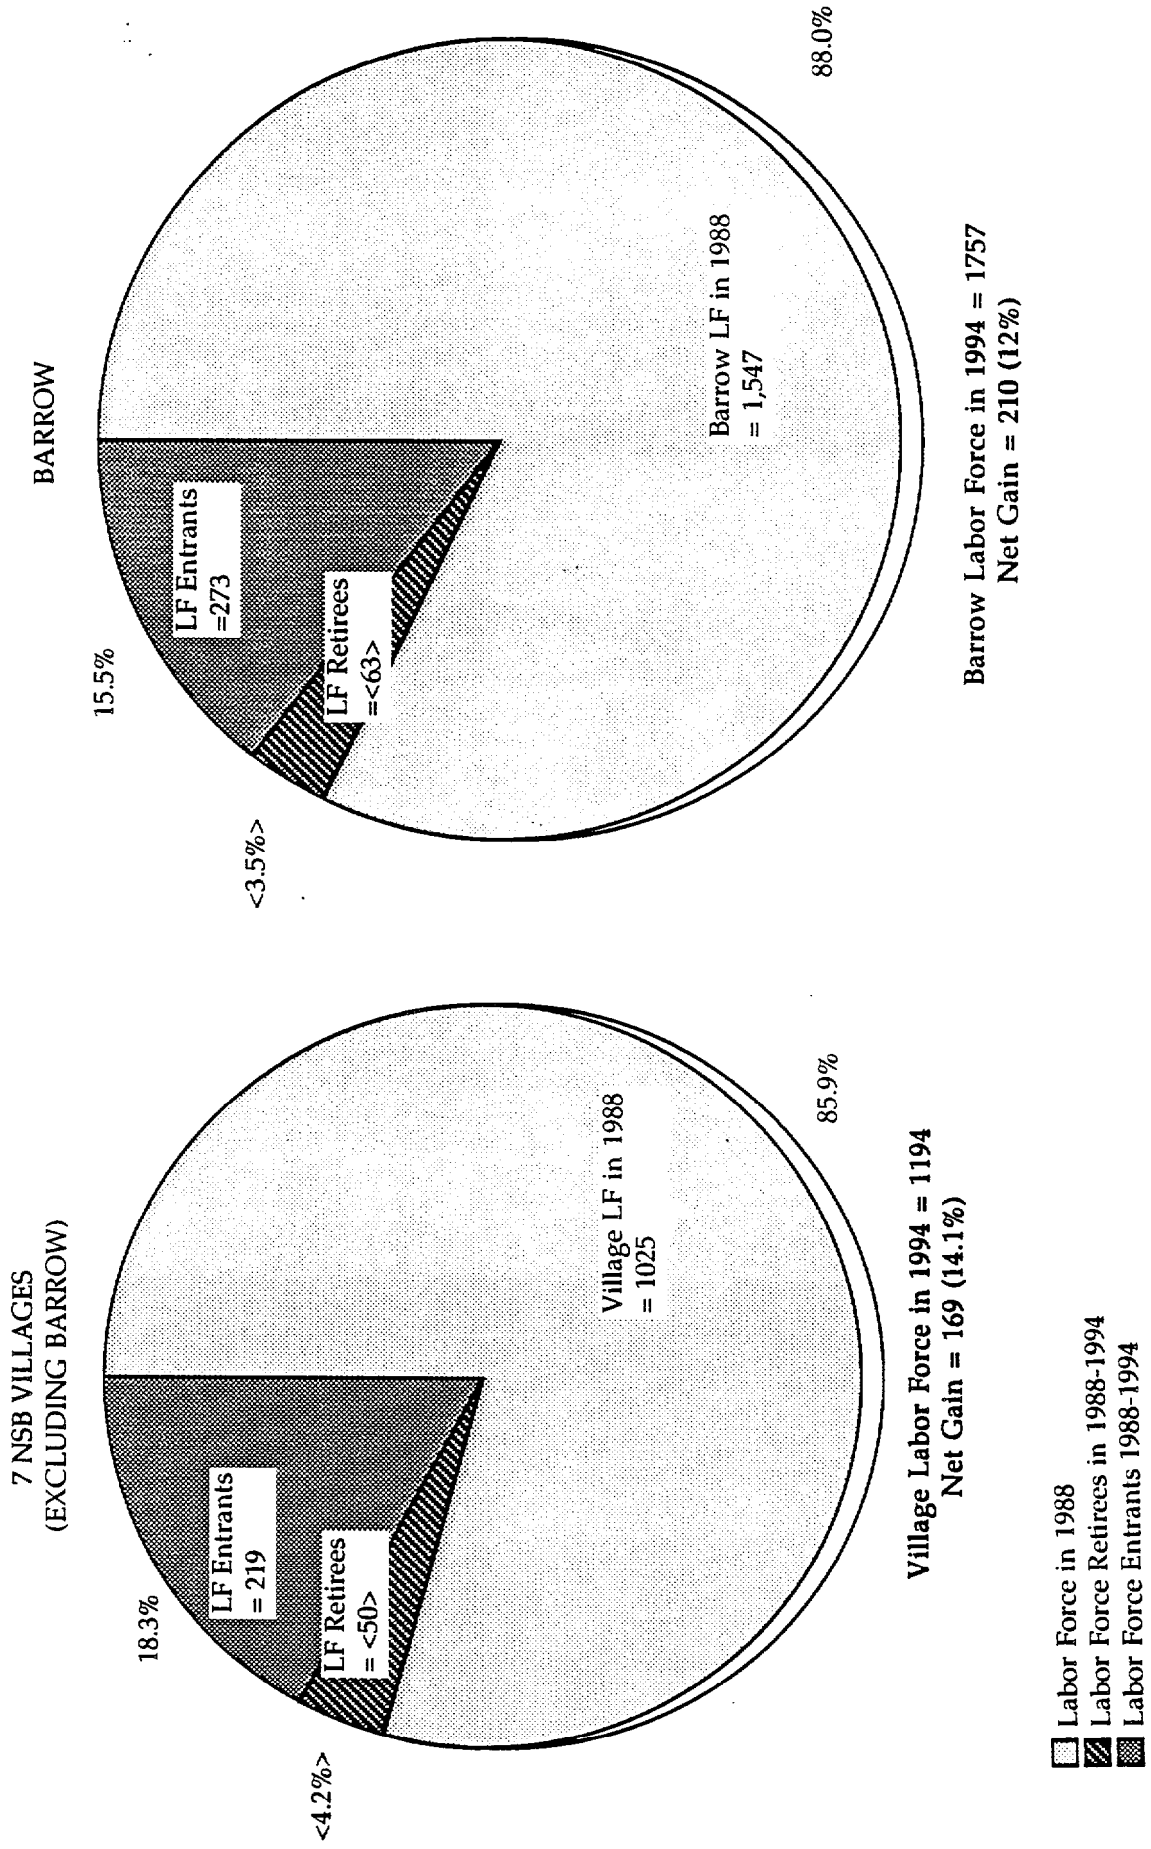 7 NSB VILLAGES
(EXCLUDING BARROW)
18.3%
LF Entrants
= 219
LF Retirees
= <50>
<4.2%>
Village LF in 1988
= 1025
85.9%
Village Labor Force in 1994 = 1194
Net Gain = 169 (14.1%)
BARROW
15.5%
LF Entrants
=273
LF Retirees
=<63>
<3.5%>
Barrow LF in 1988
= 1,547
88.0%
Barrow Labor Force in 1994 = 1757
Net Gain = 210 (12%)
Labor Force in 1988
Labor Force Retirees in 1988-1994
Labor Force Entrants 1988-1994